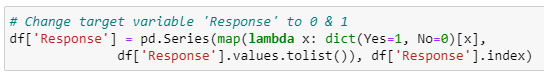 # Change target variable 'Response' to 0 & 1
df['Response'] = pd.Series(map(lambda x: dict(Yes=1, No=0)[x],
df['Response'].values.tolist()), df['Response'].index)